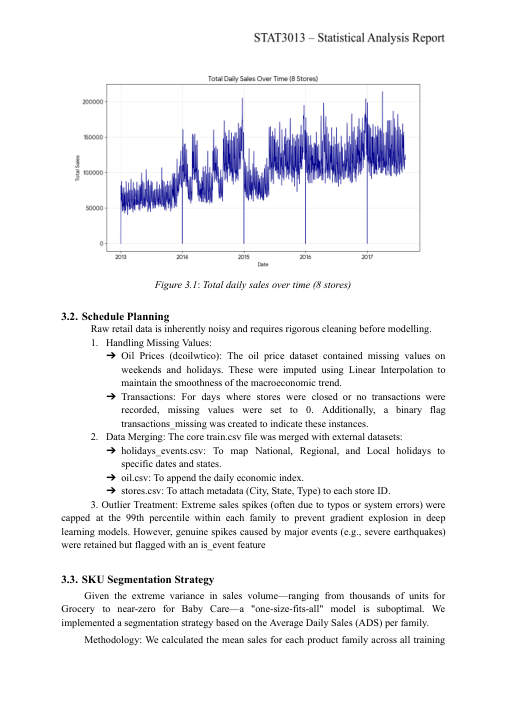 STAT3013 – Statistical Analysis Report
Total Daily Sales Over Time (8 Stores)
200000
150000
100000
50000
0
Total Sales
2013 2014 2015 2016 2017
Date
Figure 3.1: Total daily sales over time (8 stores)
3.2. Schedule Planning
Raw retail data is inherently noisy and requires rigorous cleaning before modelling.
1. Handling Missing Values:
➔ Oil Prices (dcoilwtico): The oil price dataset contained missing values on
weekends and holidays. These were imputed using Linear Interpolation to
maintain the smoothness of the macroeconomic trend.
➔ Transactions: For days where stores were closed or no transactions were
recorded, missing values were set to 0. Additionally, a binary flag
transactions_missing was created to indicate these instances.
2. Data Merging: The core train.csv file was merged with external datasets:
➔ holidays_events.csv: To map National, Regional, and Local holidays to
specific dates and states.
➔ oil.csv: To append the daily economic index.
➔ stores.csv: To attach metadata (City, State, Type) to each store ID.
3. Outlier Treatment: Extreme sales spikes (often due to typos or system errors) were
capped at the 99th percentile within each family to prevent gradient explosion in deep
learning models. However, genuine spikes caused by major events (e.g., severe earthquakes)
were retained but flagged with an is_event feature
3.3. SKU Segmentation Strategy
Given the extreme variance in sales volume—ranging from thousands of units for
Grocery to near-zero for Baby Care—a "one-size-fits-all" model is suboptimal. We
implemented a segmentation strategy based on the Average Daily Sales (ADS) per family.
Methodology: We calculated the mean sales for each product family across all training